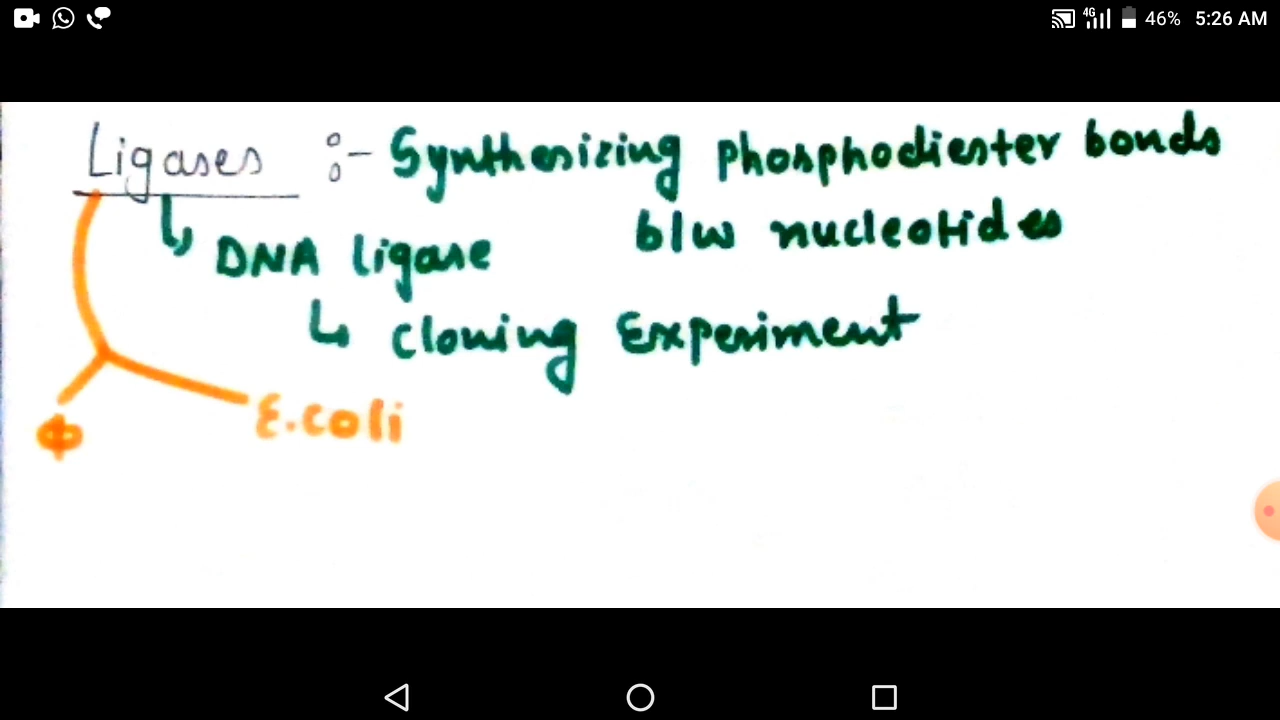 46% 5:26 AM
Ligases :- Synthesizing phosphodiester bonds
b/w nucleotides
DNA ligase
cloning Experiment
Φ
E.coli